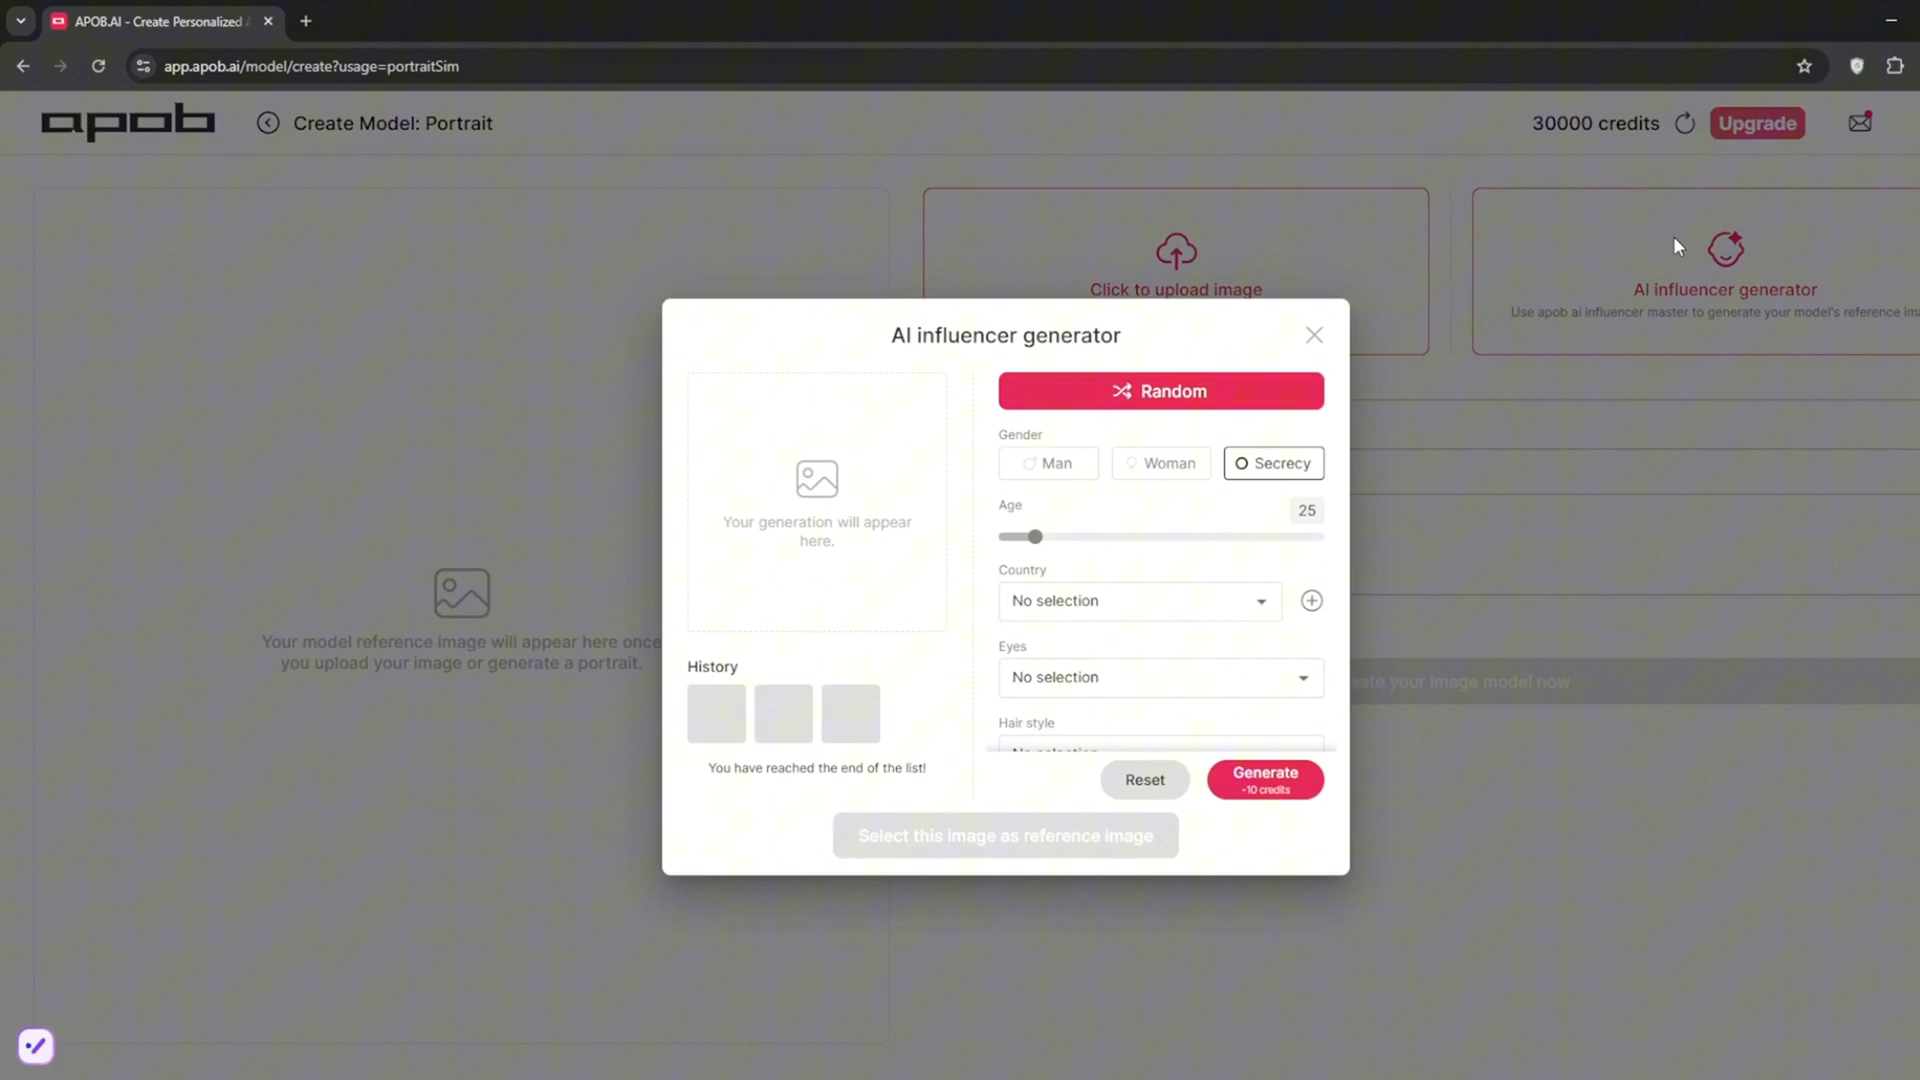 APOB.AI - Create Personalized
app.apob.ai/model/create?usage=portraitSim
apob
Create Model: Portrait
30000 credits
Upgrade
Click to upload image
AI influencer generator
Use apob ai influencer master to generate your model's reference
Your model reference image will appear here once
you upload your image or generate a portrait.
AI influencer generator
Your generation will appear
here.
History
You have reached the end of the list!
Random
Gender
Man
Woman
Secrecy
Age
25
Country
No selection
Eyes
No selection
Hair style
No selection
Reset
Generate
-10 credits
Select this image as reference image
your image model now